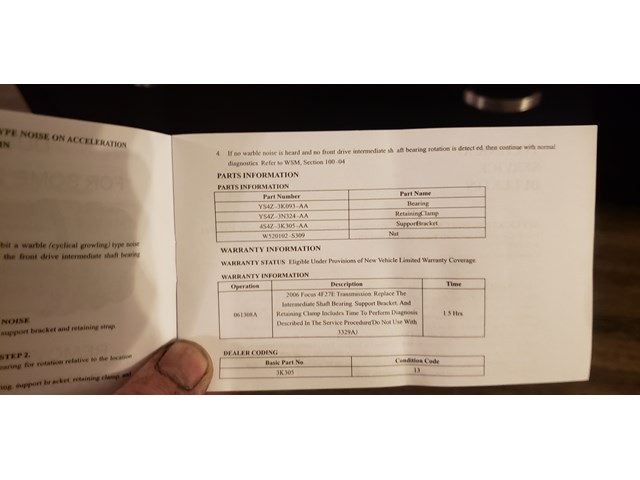 YPE NOISE ON ACCELERATION
IN
bit a warble /cyclical growling) type noise
the front drive intermediate shaft bearing
NOISE
support bracket and retaining strap.
STEP 2.
earing for rotation relative to the location
ing, support bracket, retaining clamp and
4. If no warble noise is heard and no front drive intermediate sh aft bearing rotation is detect ed, then continue with normal
diagnostics Refer to WSM, Section 100-04
PARTS INFORMATION
PARTS INFORMATION
Part Number Part Name
YS4Z-3K093-AA Bearing
YS4Z-3N324-AA RetainingClamp
4S4Z-3K305-AA SupportBracket
W520102-S309 Nut
WARRANTY INFORMATION
WARRANTY STATUS Eligible Under Provisions of New Vehicle Limited Warranty Coverage
WARRANTY INFORMATION
Operation Description Time
061308A 2006 Focus 4F27E Transmission Replace The
Intermediate Shaft Bearing, Support Bracket And
Retaining Clamp Includes Time To Perform Diagnosis
Described In The Service Procedure(Do Not Use With
3329A) 1.5 Hrs.
DEALER CODING
Basic Part No Condition Code
3K305 13